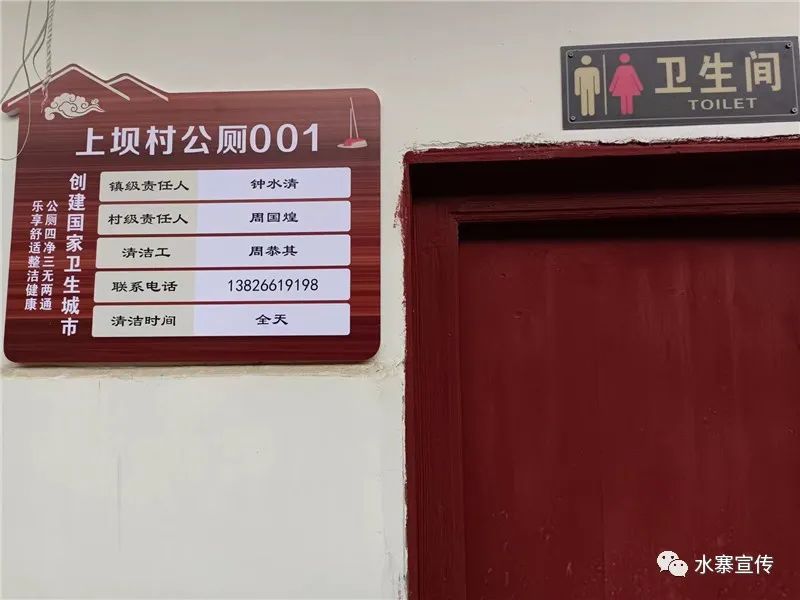 上坝村公厕001
创建国家卫生城市
公厕四净三无两通
乐享舒适整洁健康
镇级责任人 钟水清
村级责任人 周国煌
清洁工 周恭其
联系电话 13826619198
清洁时间 全天
卫生间
TOILET
水寨宣传